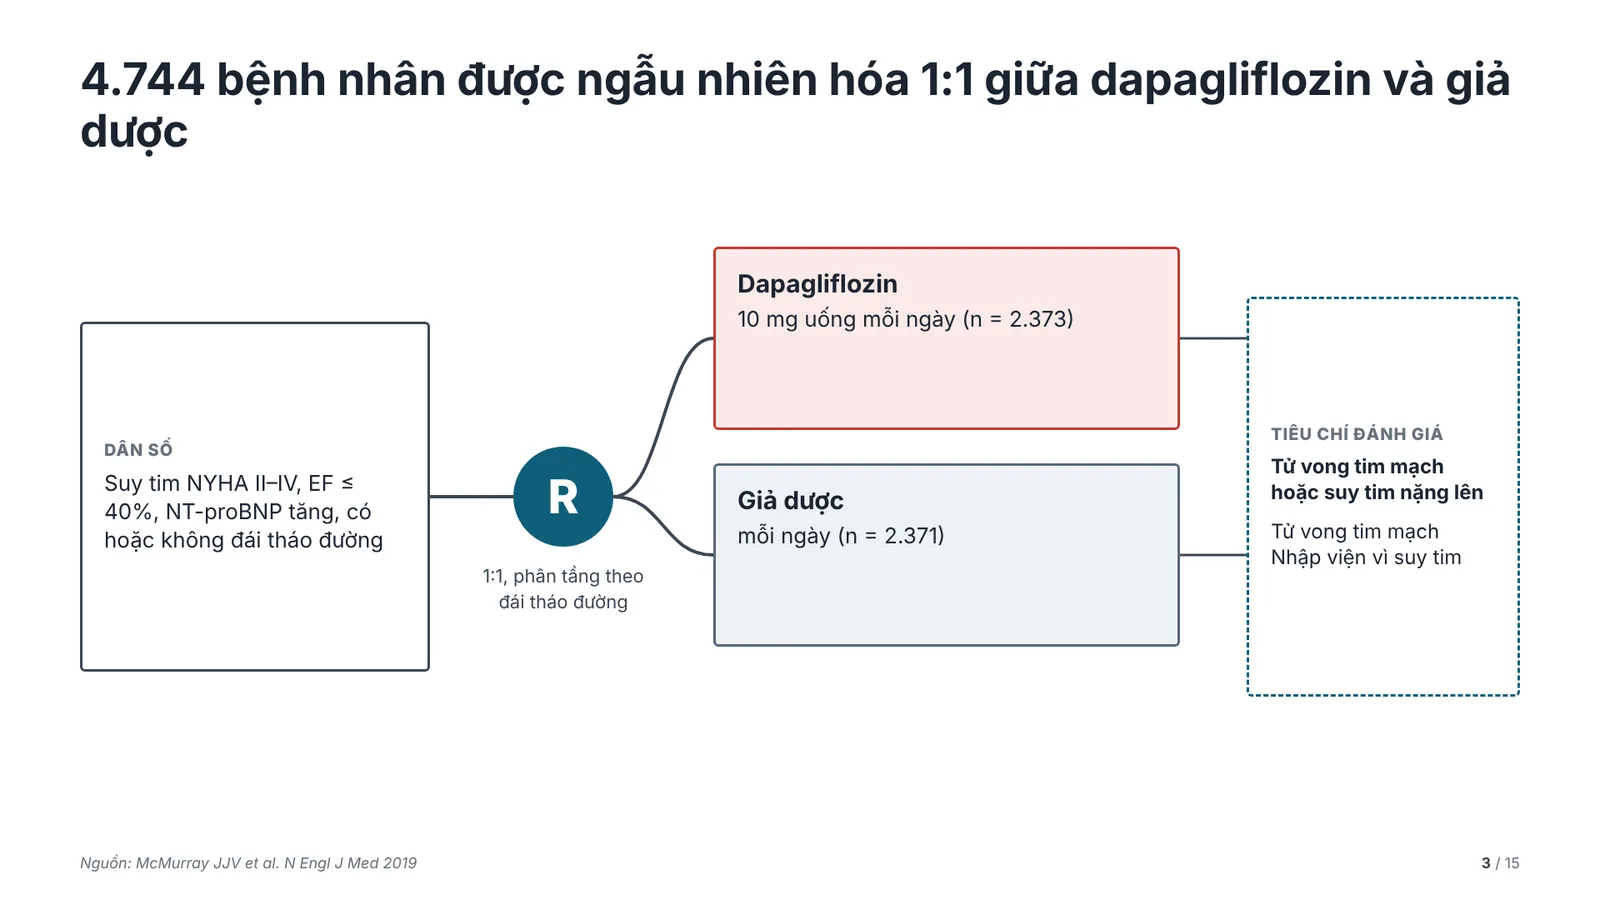 4.744 bệnh nhân được ngẫu nhiên hóa 1:1 giữa dapagliflozin và giả
dược
DÂN SỐ
Suy tim NYHA II–IV, EF ≤
40%, NT-proBNP tăng, có
hoặc không đái tháo đường
R
1:1, phân tầng theo
đái tháo đường
Dapagliflozin
10 mg uống mỗi ngày (n = 2.373)
Giả dược
mỗi ngày (n = 2.371)
TIÊU CHÍ ĐÁNH GIÁ
Tử vong tim mạch
hoặc suy tim nặng lên
Tử vong tim mạch
Nhập viện vì suy tim
Nguồn: McMurray JJV et al. N Engl J Med 2019
3 / 15